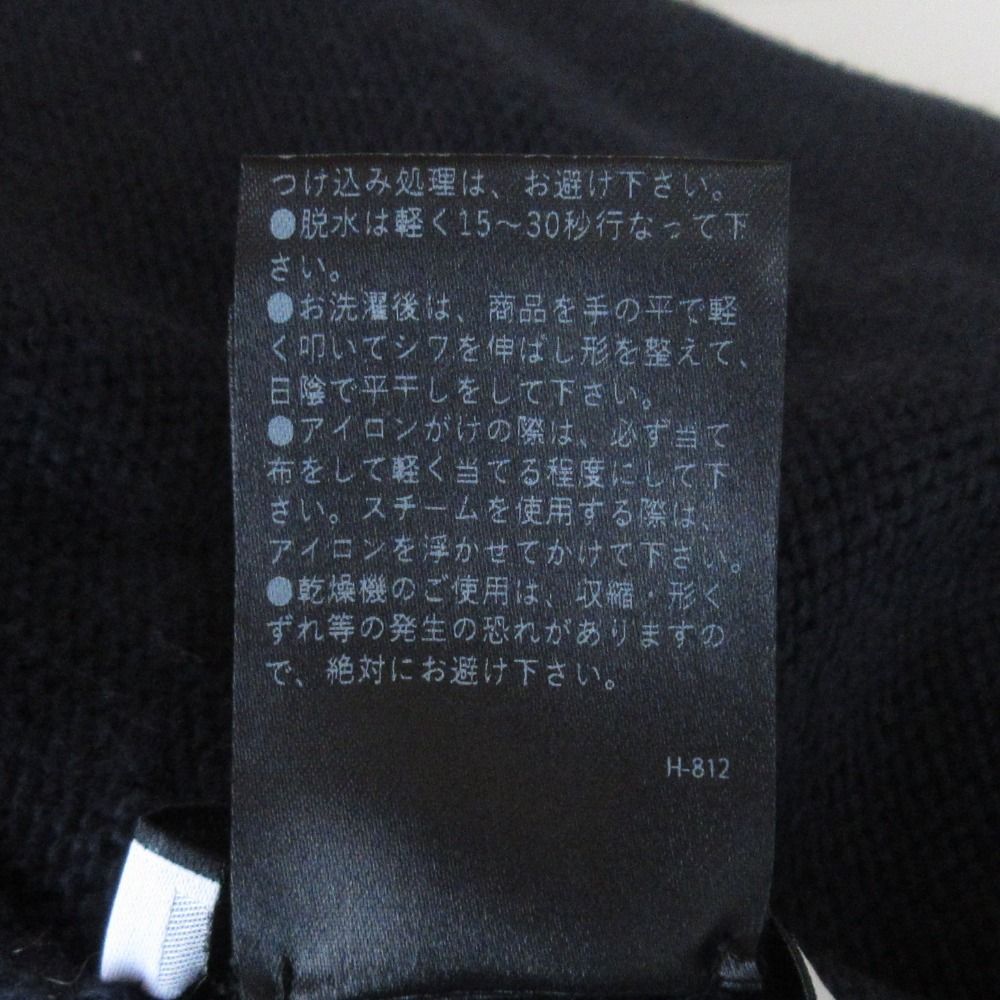 つけ込み処理は、お避け下さい。
●脱水は軽く15～30秒行なって下
さい。
●お洗濯後は、商品を手の平で軽
く叩いてシワを伸ばし形を整えて、
日陰で平干しをして下さい。
●アイロンがけの際は、必ず当て
布をして軽く当てる程度にして下
さい。スチームを使用する際は、
アイロンを浮かせてかけて下さい。
●乾燥機のご使用は、収縮・形く
ずれ等の発生の恐れがありますの
で、絶対にお避け下さい。
H-812